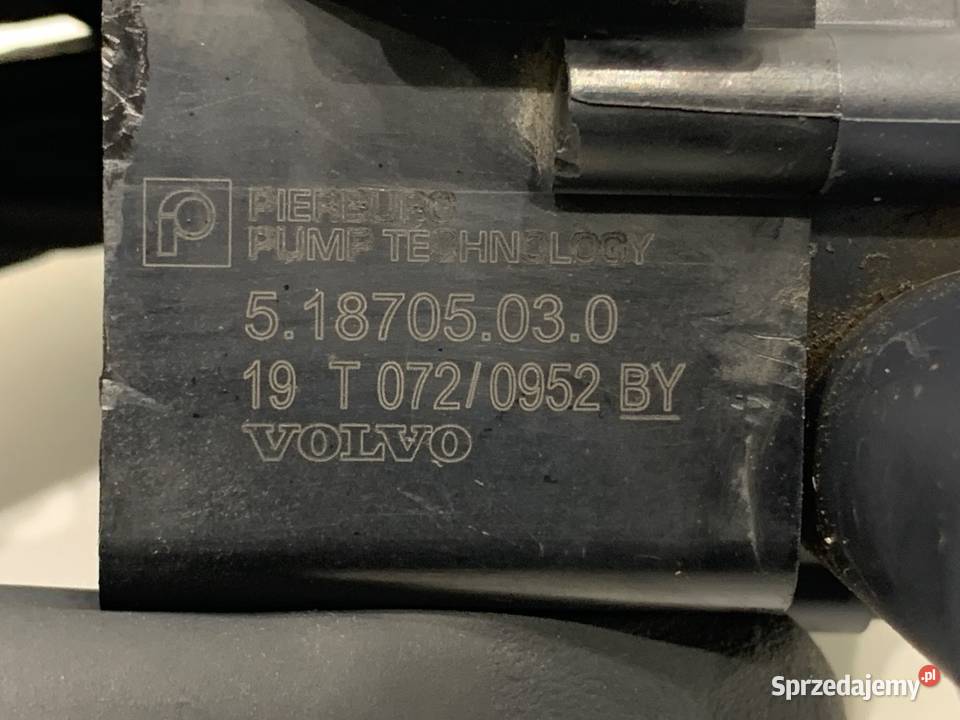 PIERBURG
PUMP TECHNOLOGY
5.18705.03.0
19 T 072/0952 BY
VOLVO
Sprzedajemy.pl